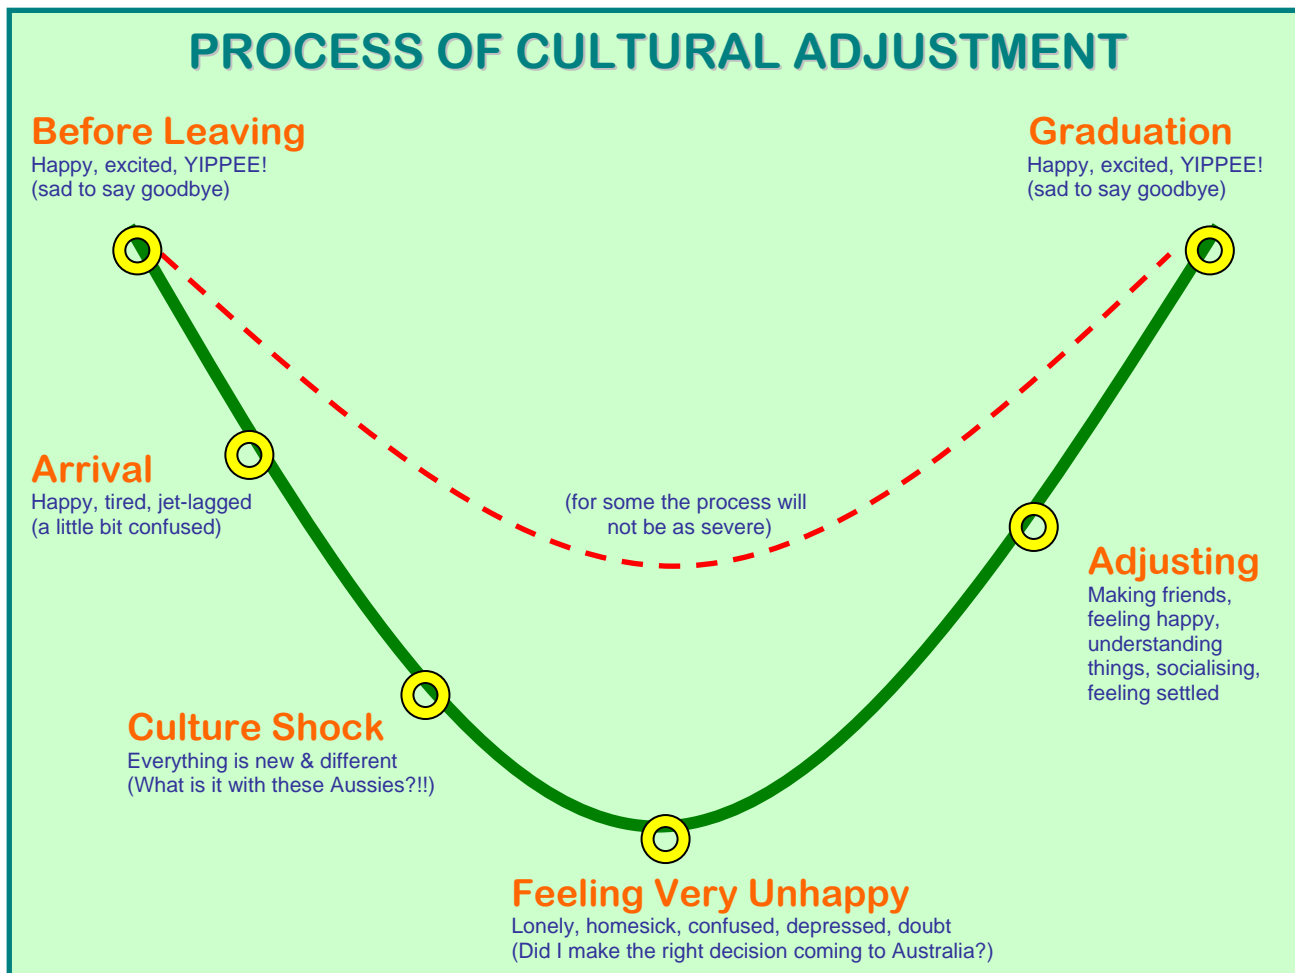 PROCESS OF CULTURAL ADJUSTMENT
Before Leaving
Happy, excited, YIPPEE!
(sad to say goodbye)
Graduation
Happy, excited, YIPPEE!
(sad to say goodbye)
Arrival
Happy, tired, jet-lagged
(a little bit confused)
(for some the process will
not be as severe)
Adjusting
Making friends,
feeling happy,
understanding
things, socialising,
feeling settled
Culture Shock
Everything is new & different
(What is it with these Aussies?!!)
Feeling Very Unhappy
Lonely, homesick, confused, depressed, doubt
(Did I make the right decision coming to Australia?)